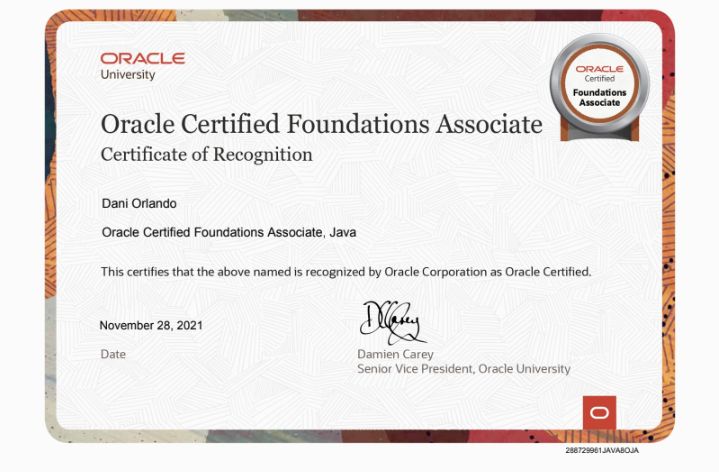 ORACLE
University
ORACLE
Certified
Foundations
Associate
Oracle Certified Foundations Associate
Certificate of Recognition
Dani Orlando
Oracle Certified Foundations Associate, Java
This certifies that the above named is recognized by Oracle Corporation as Oracle Certified.
November 28, 2021
Date
DCarey
Damien Carey
Senior Vice President, Oracle University
288729961JAVA8OJA